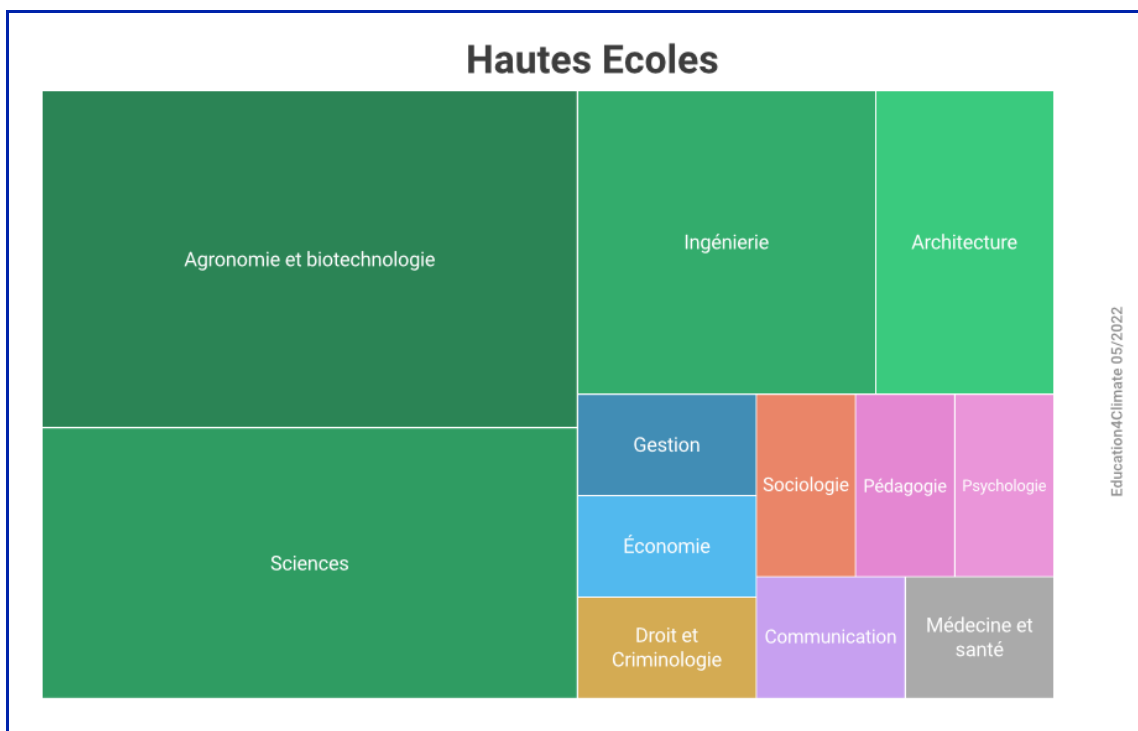 Hautes Ecoles
Agronomie et biotechnologie
Ingénierie
Architecture
Sciences
Gestion
Économie
Droit et
Criminologie
Sociologie
Pédagogie
Psychologie
Communication
Médecine et
santé
Education4Climate 05/2022